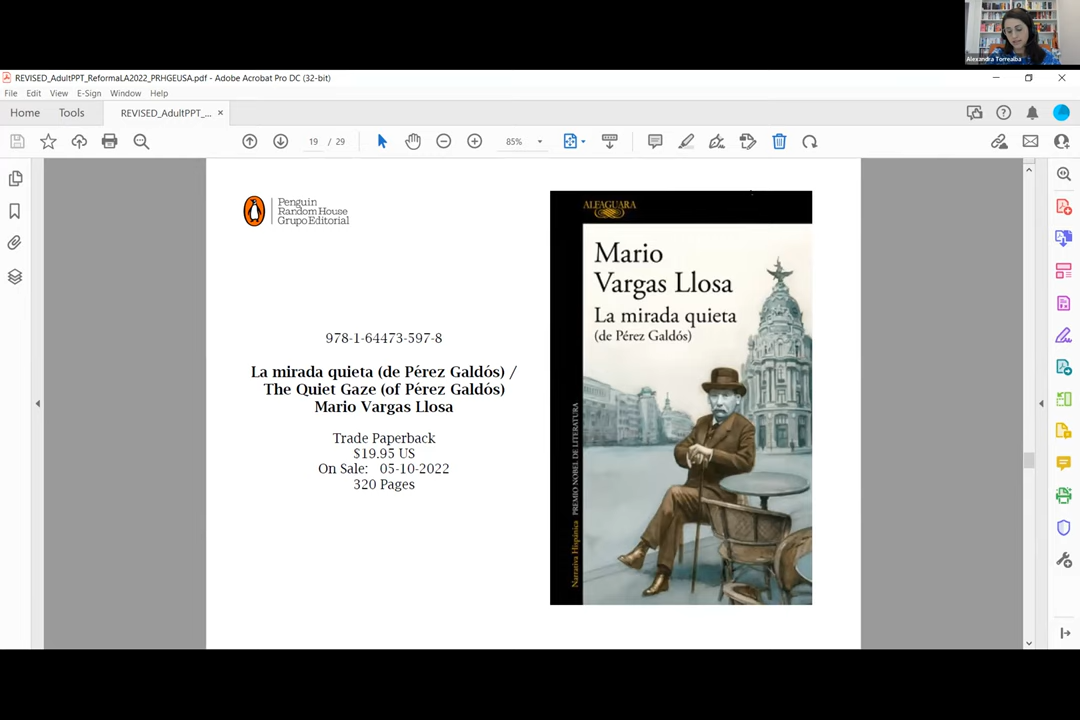 Alexandra Torrealba
REVISED_AdultPPT_ReformaLA2022_PRHGEUSA.pdf - Adobe Acrobat Pro DC (32-bit)
File Edit View E-Sign Window Help
Home Tools REVISED_AdultPPT_... ×
19 / 29 85%
Penguin
Random House
Grupo Editorial
978-1-64473-597-8
La mirada quieta (de Pérez Galdós) /
The Quiet Gaze (of Pérez Galdós)
Mario Vargas Llosa
Trade Paperback
$19.95 US
On Sale: 05-10-2022
320 Pages
ALFAGUARA
Mario
Vargas Llosa
La mirada quieta
(de Pérez Galdós)
Narrativa Hispánica PREMIO NOBEL DE LITERATURA